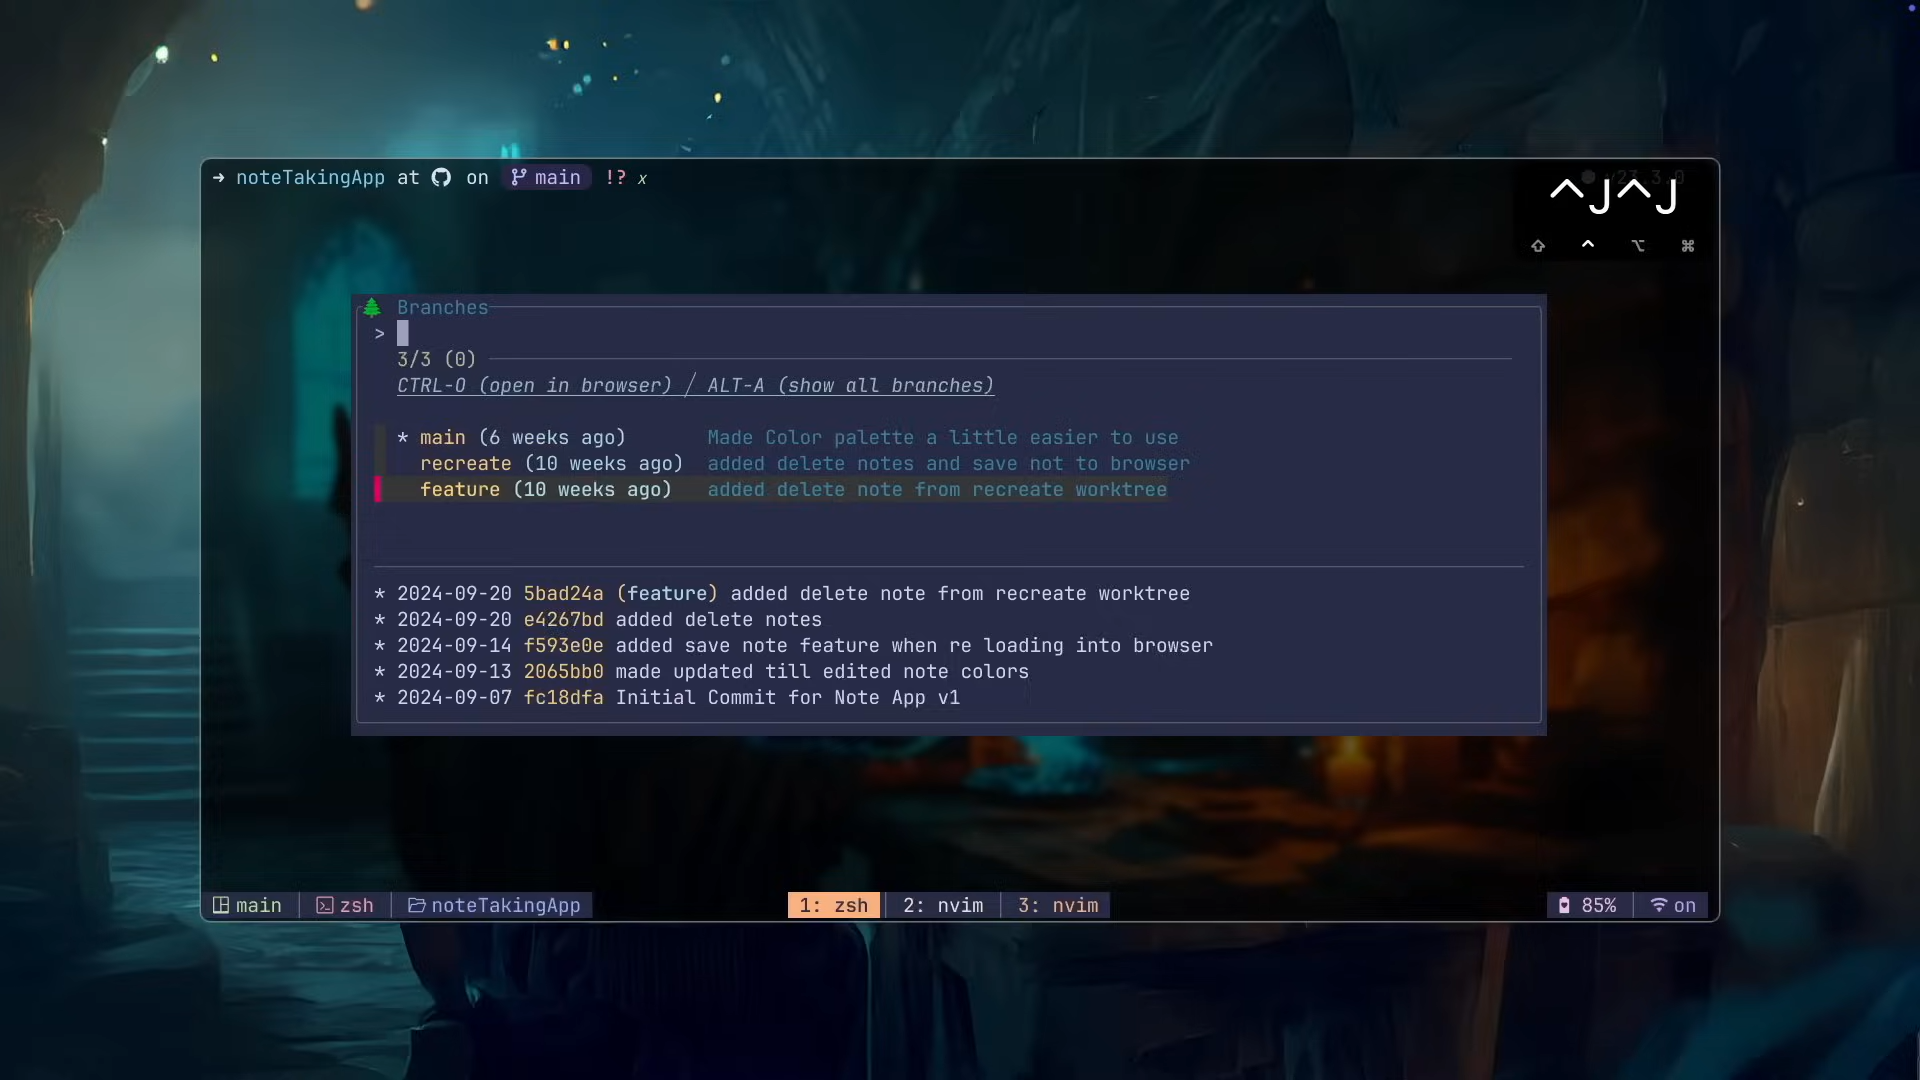 → noteTakingApp at on main !? x
v23.3.0
^J^J
⇧ ^ ⌥ ⌘
🌲 Branches
>
3/3 (0)
CTRL-O (open in browser) ╱ ALT-A (show all branches)
* main (6 weeks ago) Made Color palette a little easier to use
recreate (10 weeks ago) added delete notes and save not to browser
feature (10 weeks ago) added delete note from recreate worktree
* 2024-09-20 5bad24a (feature) added delete note from recreate worktree
* 2024-09-20 e4267bd added delete notes
* 2024-09-14 f593e0e added save note feature when re loading into browser
* 2024-09-13 2065bb0 made updated till edited note colors
* 2024-09-07 fc18dfa Initial Commit for Note App v1
main zsh noteTakingApp 1: zsh 2: nvim 3: nvim 85% on